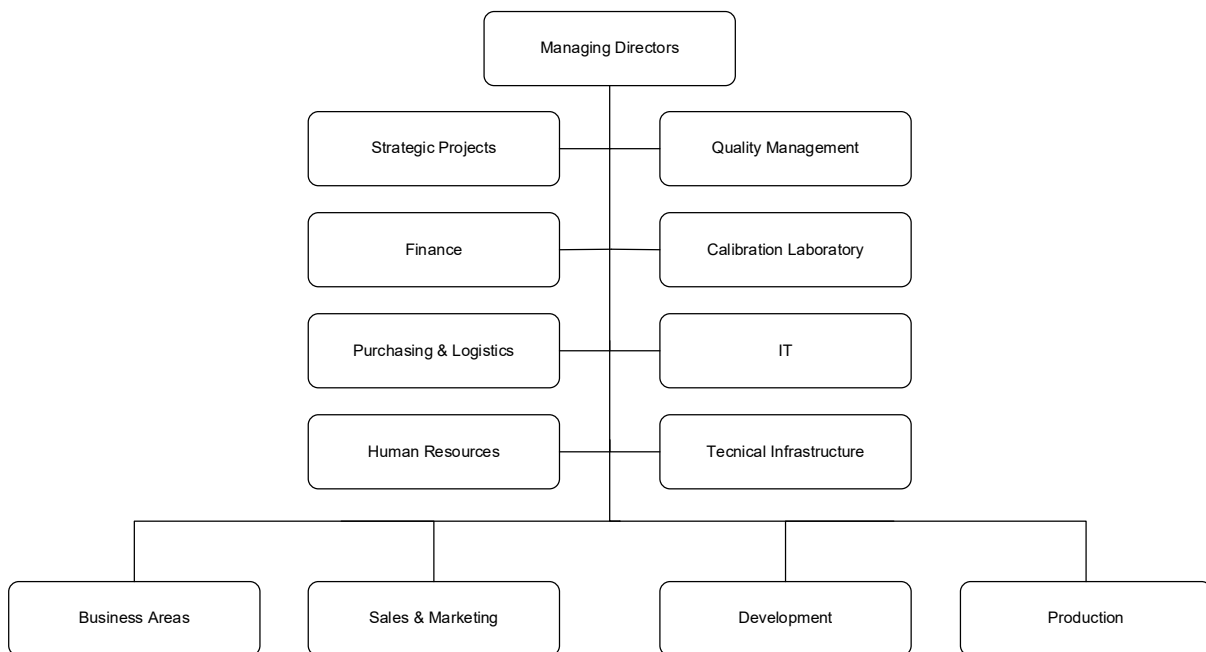 Managing Directors
Strategic Projects
Quality Management
Finance
Calibration Laboratory
Purchasing & Logistics
IT
Human Resources
Tecnical Infrastructure
Business Areas
Sales & Marketing
Development
Production